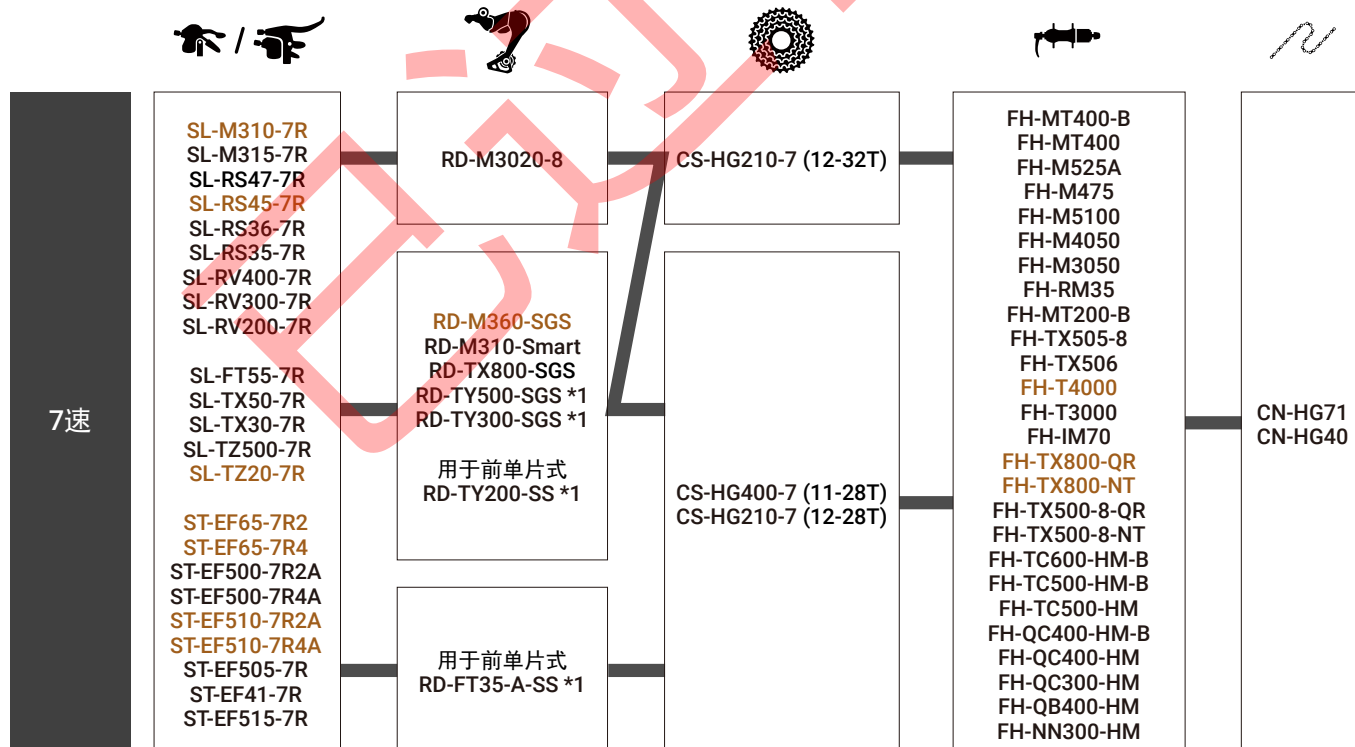 7速
SL-M310-7R
SL-M315-7R
SL-RS47-7R
SL-RS45-7R
SL-RS36-7R
SL-RS35-7R
SL-RV400-7R
SL-RV300-7R
SL-RV200-7R
SL-FT55-7R
SL-TX50-7R
SL-TX30-7R
SL-TZ500-7R
SL-TZ20-7R
ST-EF65-7R2
ST-EF65-7R4
ST-EF500-7R2A
ST-EF500-7R4A
ST-EF510-7R2A
ST-EF510-7R4A
ST-EF505-7R
ST-EF41-7R
ST-EF515-7R
RD-M3020-8
RD-M360-SGS
RD-M310-Smart
RD-TX800-SGS
RD-TY500-SGS *1
RD-TY300-SGS *1
用于前单片式
RD-TY200-SS *1
用于前单片式
RD-FT35-A-SS *1
CS-HG210-7 (12-32T)
CS-HG400-7 (11-28T)
CS-HG210-7 (12-28T)
FH-MT400-B
FH-MT400
FH-M525A
FH-M475
FH-M5100
FH-M4050
FH-M3050
FH-RM35
FH-MT200-B
FH-TX505-8
FH-TX506
FH-T4000
FH-T3000
FH-IM70
FH-TX800-QR
FH-TX800-NT
FH-TX500-8-QR
FH-TX500-8-NT
FH-TC600-HM-B
FH-TC500-HM-B
FH-TC500-HM
FH-QC400-HM-B
FH-QC400-HM
FH-QC300-HM
FH-QB400-HM
FH-NN300-HM
CN-HG71
CN-HG40